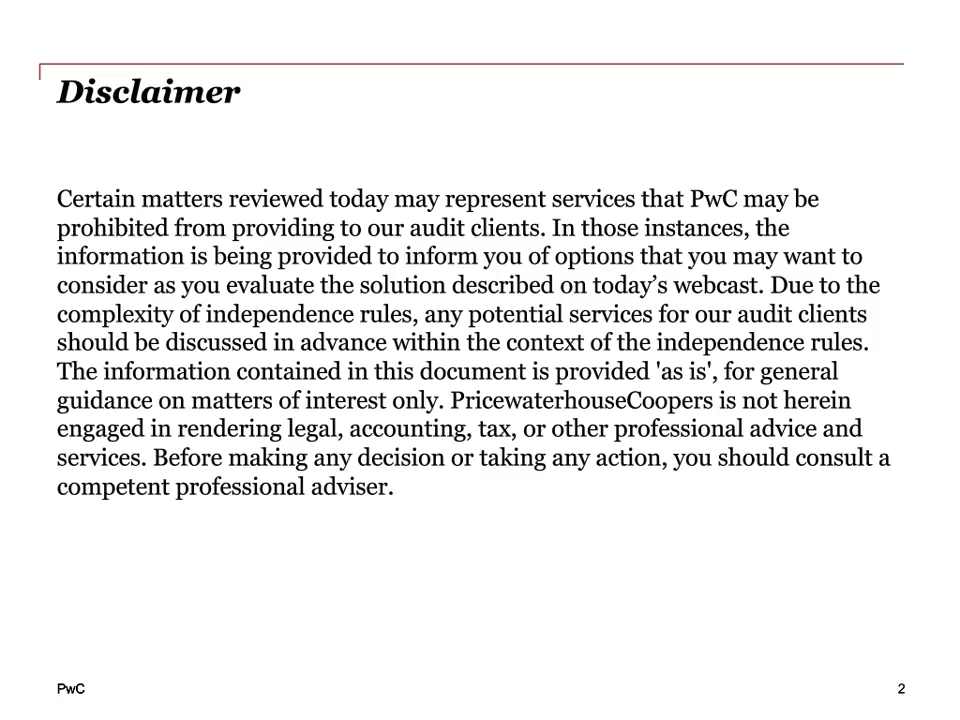 Disclaimer
Certain matters reviewed today may represent services that PwC may be
prohibited from providing to our audit clients. In those instances, the
information is being provided to inform you of options that you may want to
consider as you evaluate the solution described on today’s webcast. Due to the
complexity of independence rules, any potential services for our audit clients
should be discussed in advance within the context of the independence rules.
The information contained in this document is provided 'as is', for general
guidance on matters of interest only. PricewaterhouseCoopers is not herein
engaged in rendering legal, accounting, tax, or other professional advice and
services. Before making any decision or taking any action, you should consult a
competent professional adviser.
PwC
2